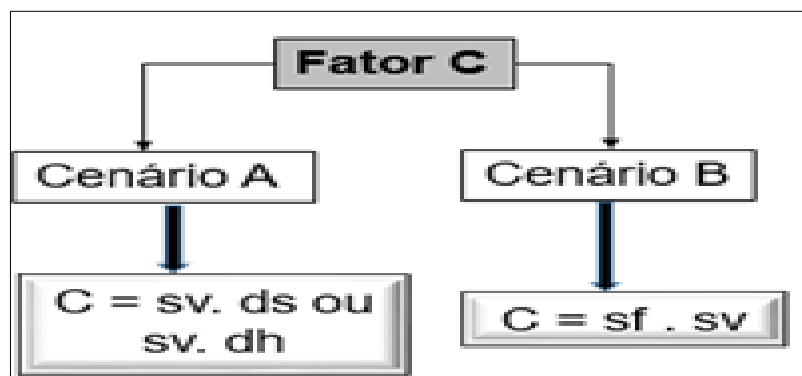 Fator C
Cenário A
Cenário B
C = sv. ds ou
sv. dh
C = sf . sv